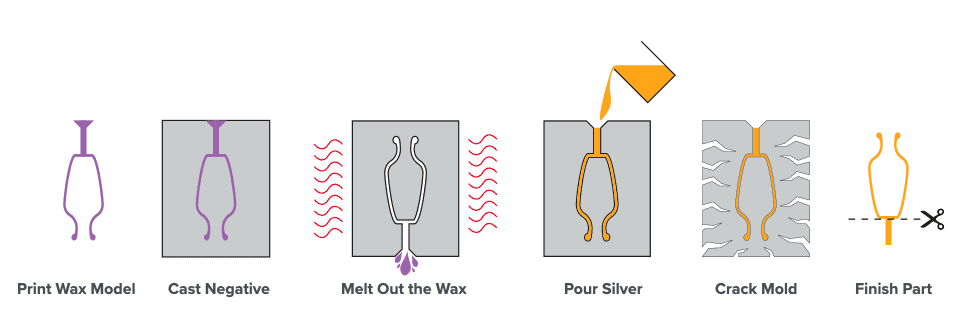 Print Wax Model
Cast Negative
Melt Out the Wax
Pour Silver
Crack Mold
Finish Part